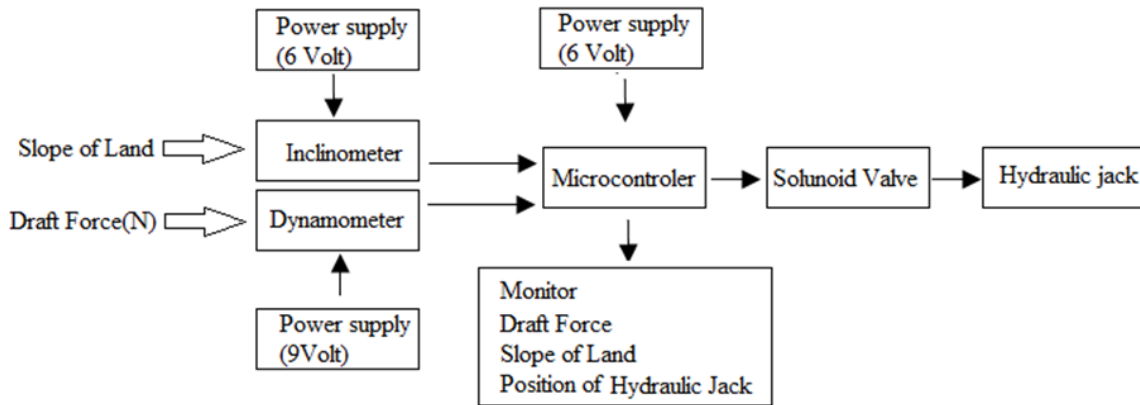 Power supply
(6 Volt)
Power supply
(6 Volt)
Slope of Land
Inclinometer
Microcontroler
Solunoid Valve
Hydraulic jack
Draft Force(N)
Dynamometer
Power supply
(9Volt)
Monitor
Draft Force
Slope of Land
Position of Hydraulic Jack